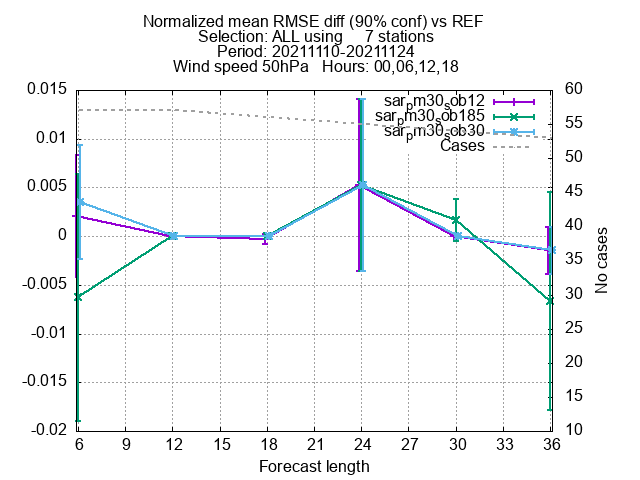 Normalized mean RMSE diff (90% conf) vs REF
Selection: ALL using     7 stations
Period: 20211110-20211124
Wind speed 50hPa   Hours: 00,06,12,18
0.015
0.01
0.005
0
-0.005
-0.01
-0.015
-0.02
60
55
50
45
40
35
30
25
20
15
10
No cases
sarpm30sob12
sarpm30sob185
sarpm30sob30
Cases
6 9 12 15 18 21 24 27 30 33 36
Forecast length